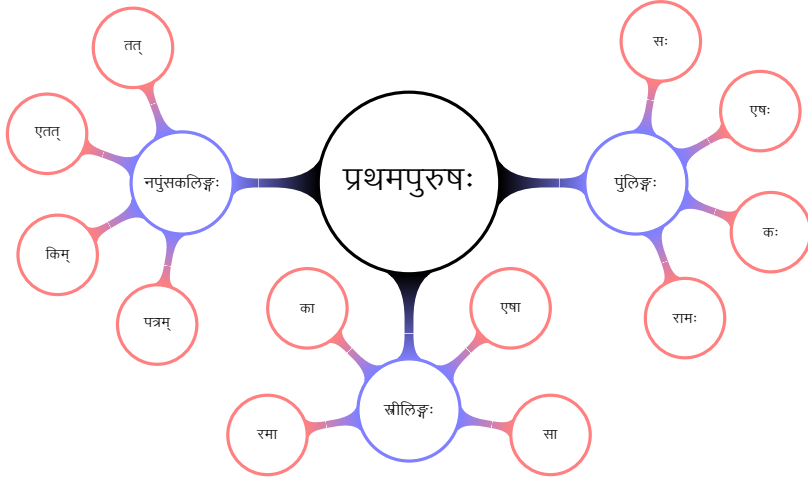 तत्
सः
एषः
एतत्
प्रथमपुरुषः
नपुंसकलिङ्गः
पुंलिङ्गः
कः
किम्
पत्रम्
का
एषा
रामः
स्त्रीलिङ्गः
रमा
सा